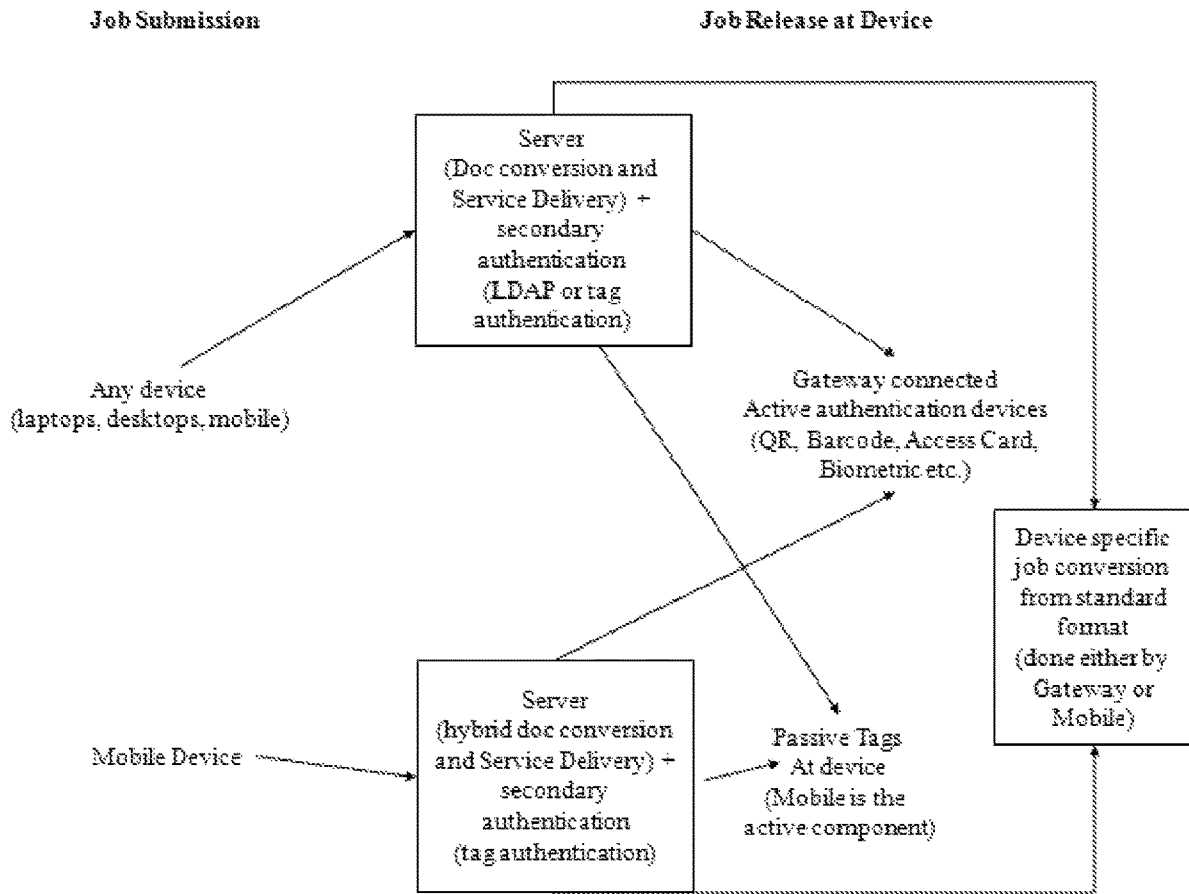 Job Submission
Job Release at Device
Server
(Doc conversion and
Service Delivery) +
secondary
authentication
(LDAP or tag
authentication)
Any device
(laptops, desktops, mobile)
Gateway connected
Active authentication devices
(QR, Barcode, Access Card,
Biometric etc.)
Device specific
job conversion
from standard
format
(done either by
Gateway or
Mobile)
Mobile Device
Server
(hybrid doc conversion
and Service Delivery) +
secondary
authentication
(tag authentication)
Passive Tags
At device
(Mobile is the
active component)